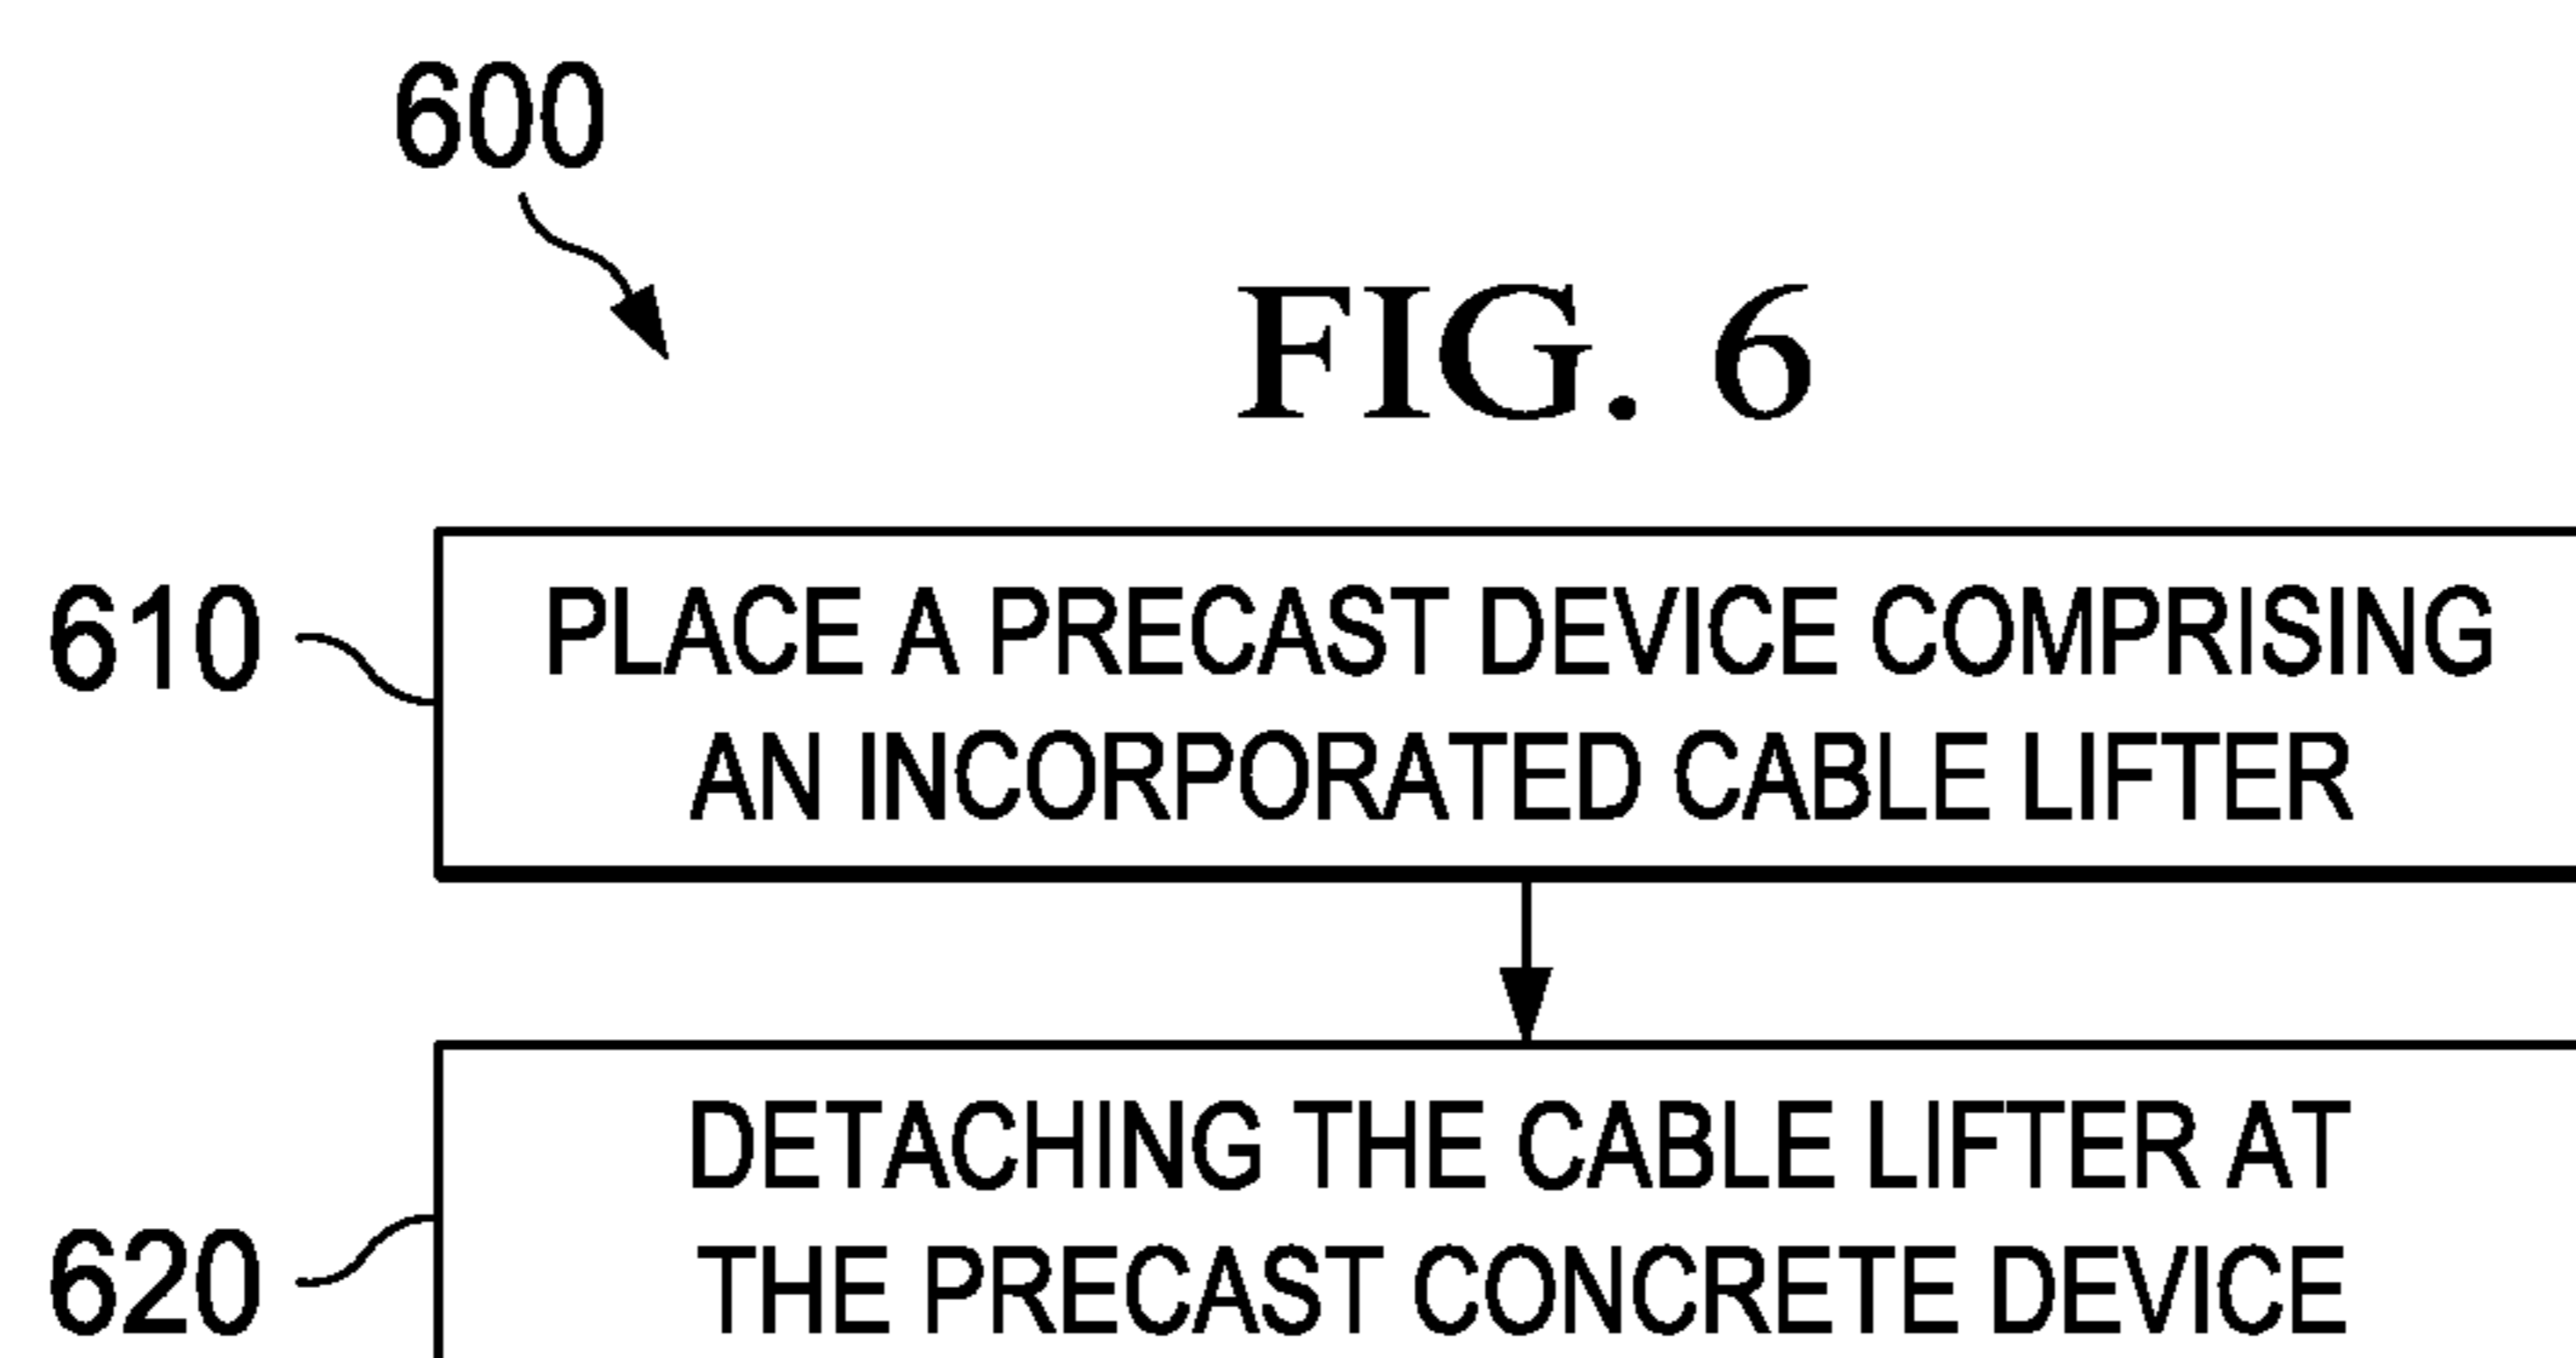 600
FIG. 6
610
PLACE A PRECAST DEVICE COMPRISING
AN INCORPORATED CABLE LIFTER
620
DETACHING THE CABLE LIFTER AT
THE PRECAST CONCRETE DEVICE